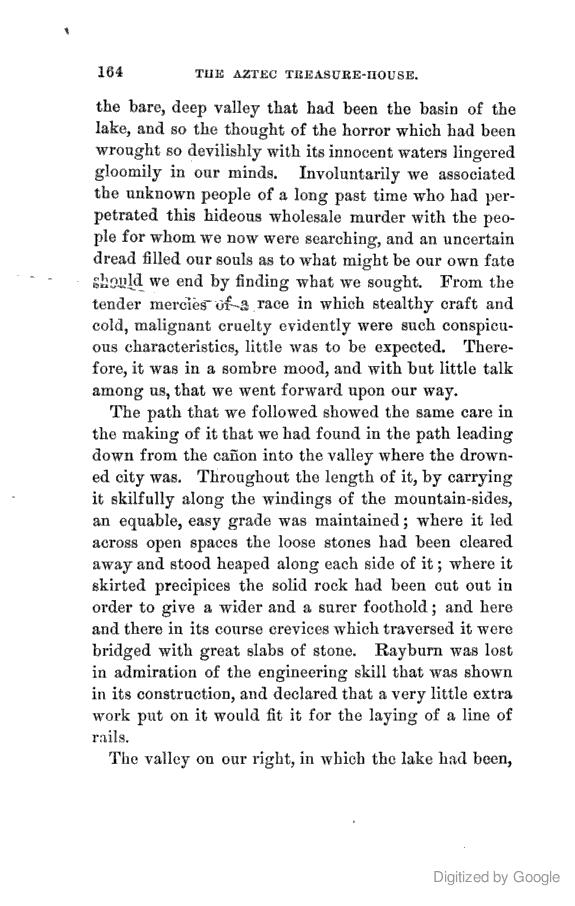 164 THE AZTEC TREASURE-HOUSE.
the bare, deep valley that had been the basin of the
lake, and so the thought of the horror which had been
wrought so devilishly with its innocent waters lingered
gloomily in our minds. Involuntarily we associated
the unknown people of a long past time who had per-
petrated this hideous wholesale murder with the peo-
ple for whom we now were searching, and an uncertain
dread filled our souls as to what might be our own fate
should we end by finding what we sought. From the
tender mercies of a race in which stealthy craft and
cold, malignant cruelty evidently were such conspicu-
ous characteristics, little was to be expected. There-
fore, it was in a sombre mood, and with but little talk
among us, that we went forward upon our way.
The path that we followed showed the same care in
the making of it that we had found in the path leading
down from the cañon into the valley where the drown-
ed city was. Throughout the length of it, by carrying
it skilfully along the windings of the mountain-sides,
an equable, easy grade was maintained; where it led
across open spaces the loose stones had been cleared
away and stood heaped along each side of it; where it
skirted precipices the solid rock had been cut out in
order to give a wider and a surer foothold; and here
and there in its course crevices which traversed it were
bridged with great slabs of stone. Rayburn was lost
in admiration of the engineering skill that was shown
in its construction, and declared that a very little extra
work put on it would fit it for the laying of a line of
rails.
The valley on our right, in which the lake had been,
Digitized by Google